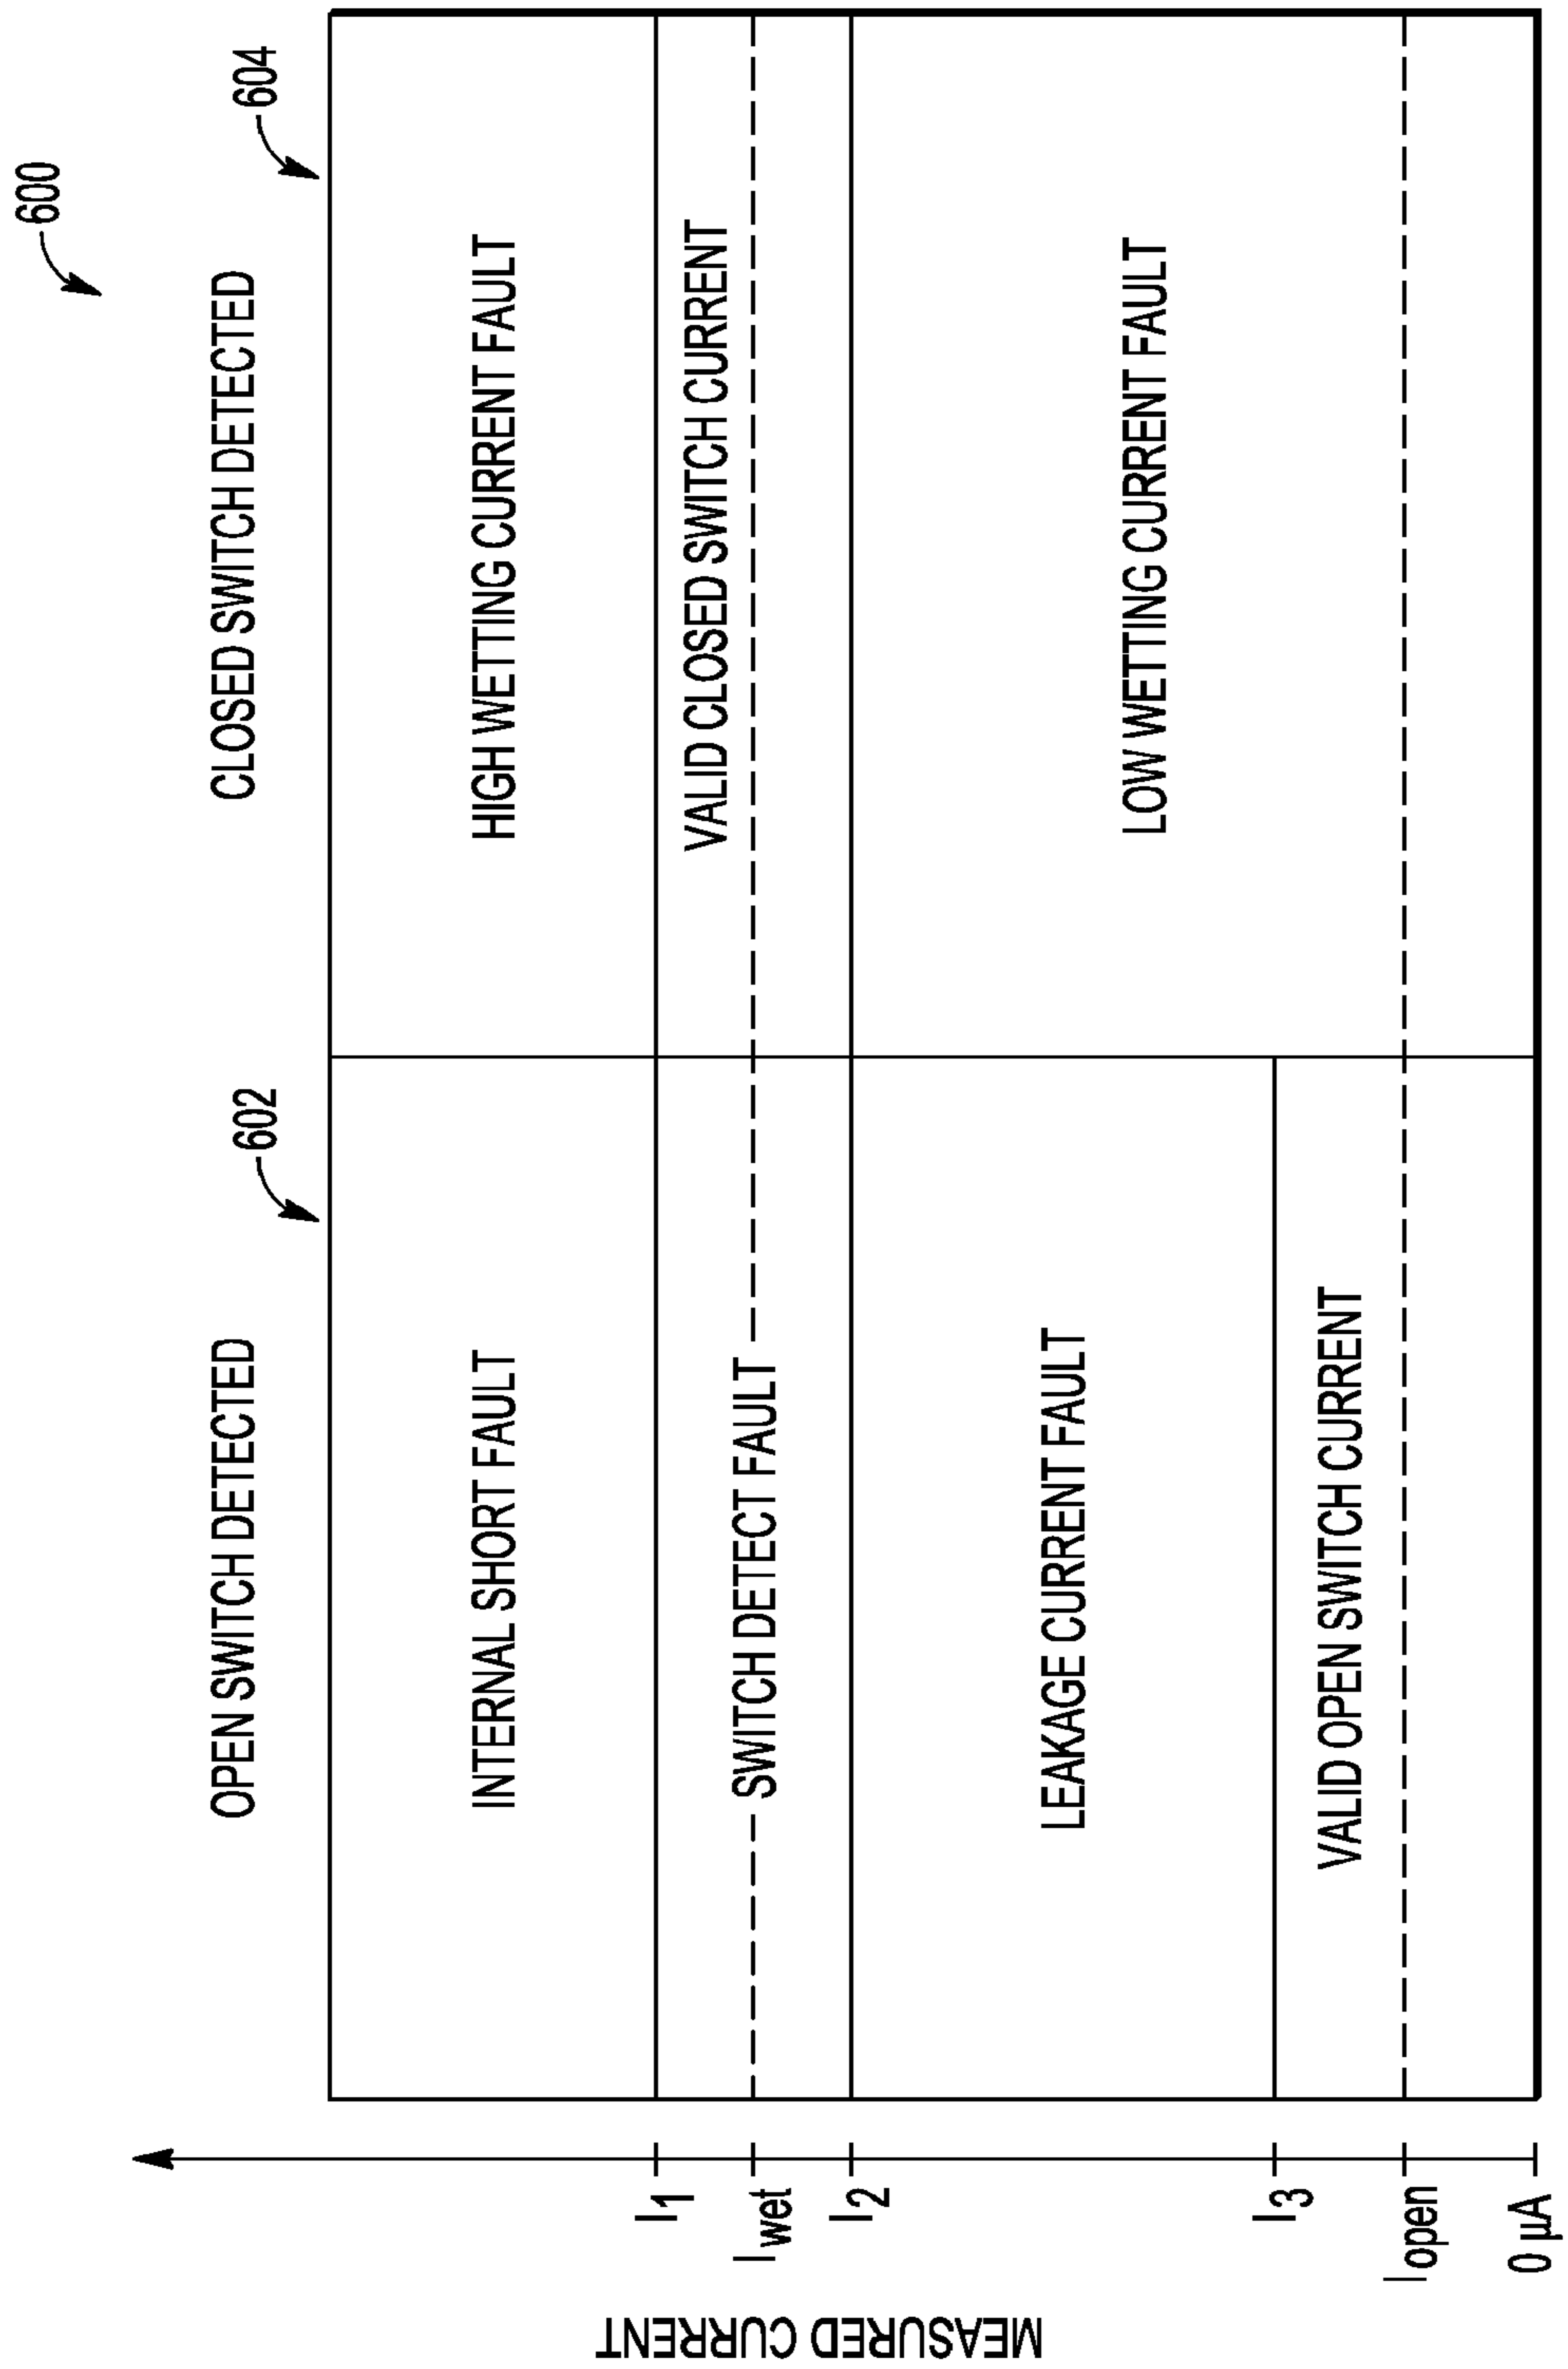 600
OPEN SWITCH DETECTED
CLOSED SWITCH DETECTED
602
604
MEASURED CURRENT
INTERNAL SHORT FAULT
HIGH WETTING CURRENT FAULT
I1
VALID CLOSED SWITCH CURRENT
Iwet
SWITCH DETECT FAULT
I2
LEAKAGE CURRENT FAULT
LOW WETTING CURRENT FAULT
I3
VALID OPEN SWITCH CURRENT
Iopen
0 µA